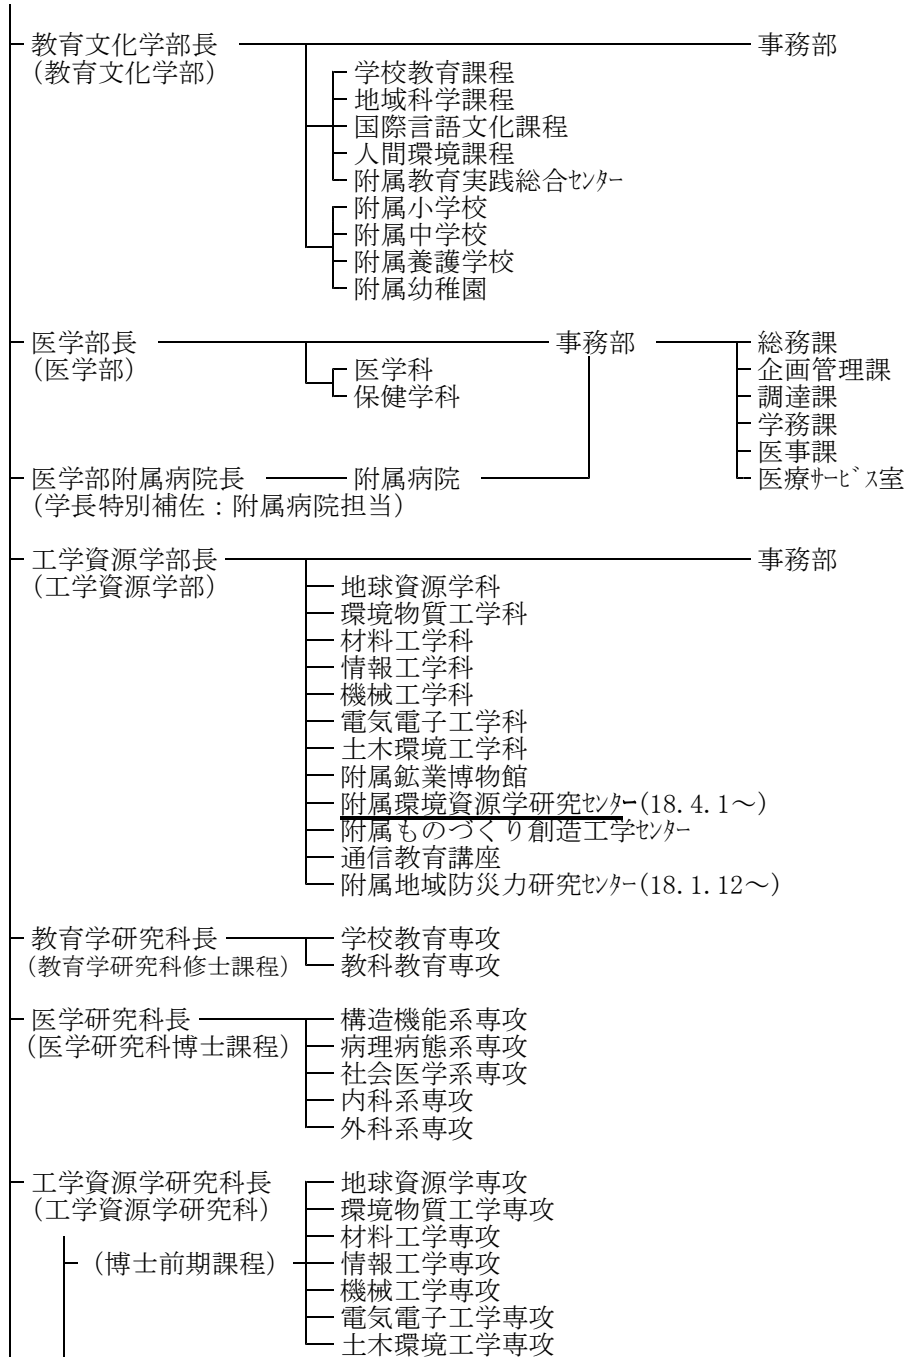 教育文化学部長 事務部
(教育文化学部) 学校教育課程
地域科学課程
国際言語文化課程
人間環境課程
附属教育実践総合ｾﾝﾀｰ
附属小学校
附属中学校
附属養護学校
附属幼稚園
医学部長 事務部 総務課
(医学部) 医学科 企画管理課
保健学科 調達課
学務課
医事課
医学部附属病院長 附属病院 医療ｻｰﾋﾞｽ室
(学長特別補佐：附属病院担当)
工学資源学部長 事務部
(工学資源学部) 地球資源学科
環境物質工学科
材料工学科
情報工学科
機械工学科
電気電子工学科
土木環境工学科
附属鉱業博物館
附属環境資源学研究ｾﾝﾀｰ(18.4.1～)
附属ものづくり創造工学ｾﾝﾀｰ
通信教育講座
附属地域防災力研究ｾﾝﾀｰ(18.1.12～)
教育学研究科長 学校教育専攻
(教育学研究科修士課程) 教科教育専攻
医学研究科長 構造機能系専攻
(医学研究科博士課程) 病理病態系専攻
社会医学系専攻
内科系専攻
外科系専攻
工学資源学研究科長 地球資源学専攻
(工学資源学研究科) 環境物質工学専攻
材料工学専攻
(博士前期課程) 情報工学専攻
機械工学専攻
電気電子工学専攻
土木環境工学専攻